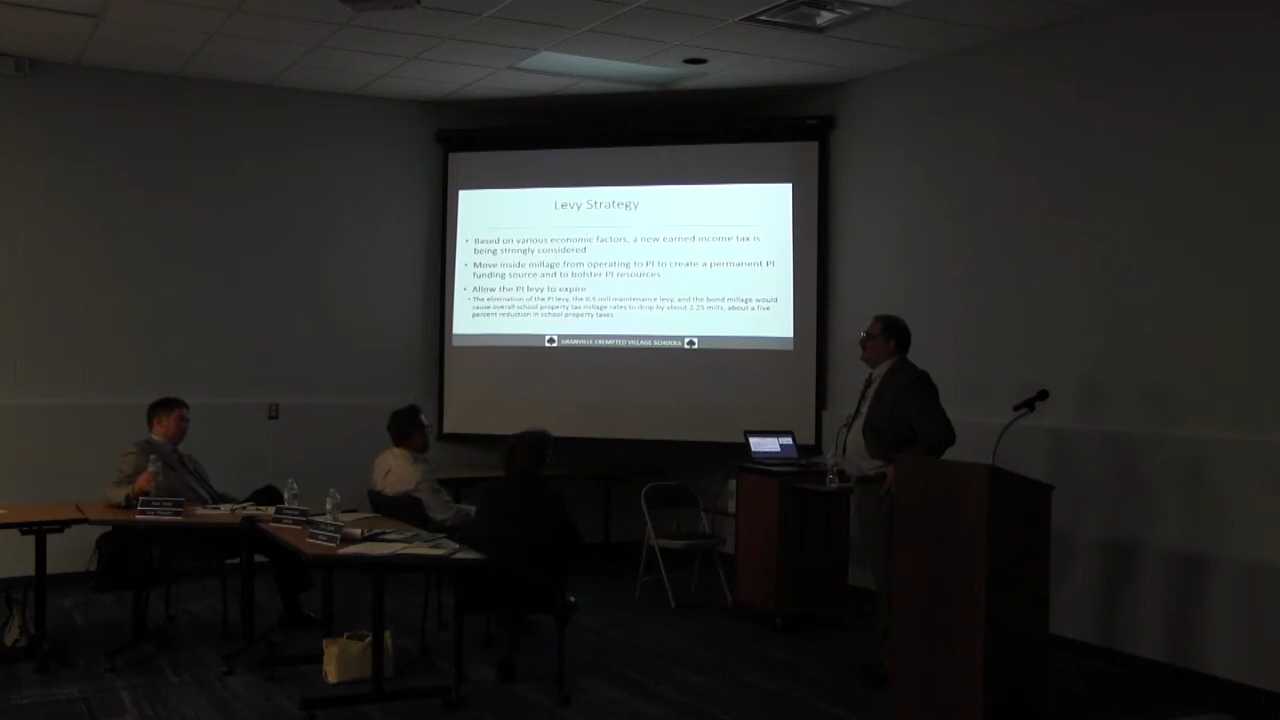 Levy Strategy
• Based on various economic factors, a new earned income tax is
being strongly considered
• Move inside millage from operating to PI to create a permanent PI
funding source and to bolster PI resources
• Allow the PI levy to expire
• The elimination of the PI levy, the 0.5 mill maintenance levy, and the bond millage would
cause overall school property tax millage rates to drop by about 2.25 mills, about a five
percent reduction in school property taxes
GRANVILLE EXEMPTED VILLAGE SCHOOLS